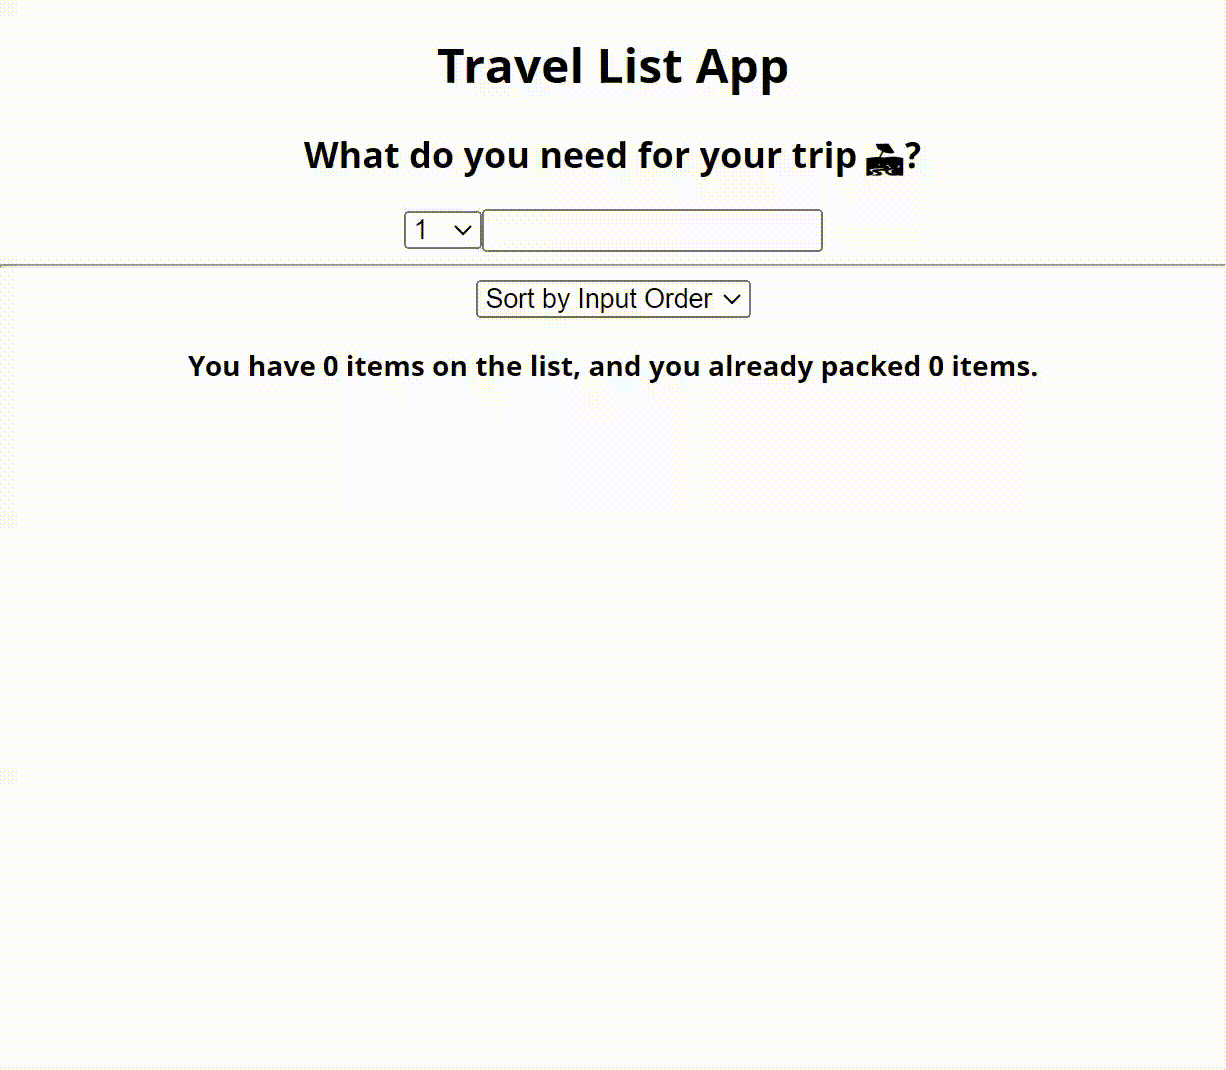 Travel List App
What do you need for your trip 🏖?
1
Sort by Input Order
You have 0 items on the list, and you already packed 0 items.